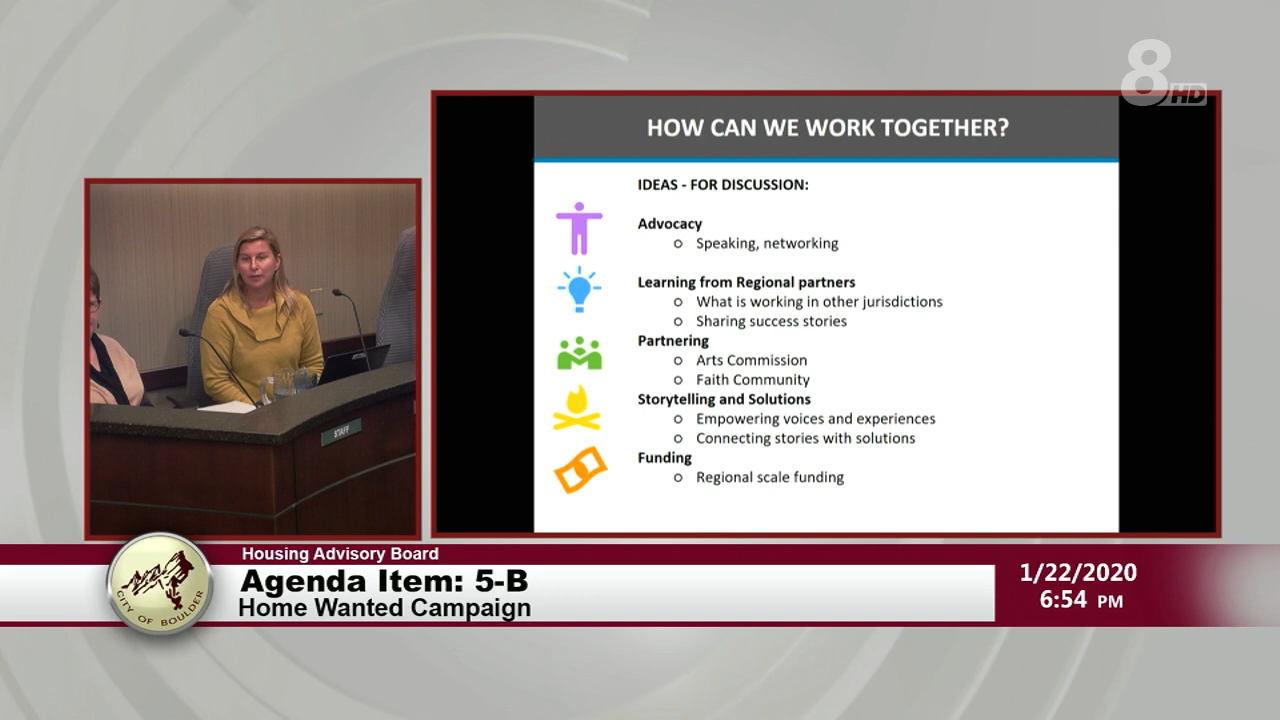 8HD
HOW CAN WE WORK TOGETHER?
IDEAS - FOR DISCUSSION:
Advocacy
o Speaking, networking
Learning from Regional partners
o What is working in other jurisdictions
o Sharing success stories
Partnering
o Arts Commission
o Faith Community
Storytelling and Solutions
o Empowering voices and experiences
o Connecting stories with solutions
Funding
o Regional scale funding
STAFF
Housing Advisory Board
Agenda Item: 5-B
Home Wanted Campaign
CITY OF BOULDER
1/22/2020
6:54 PM